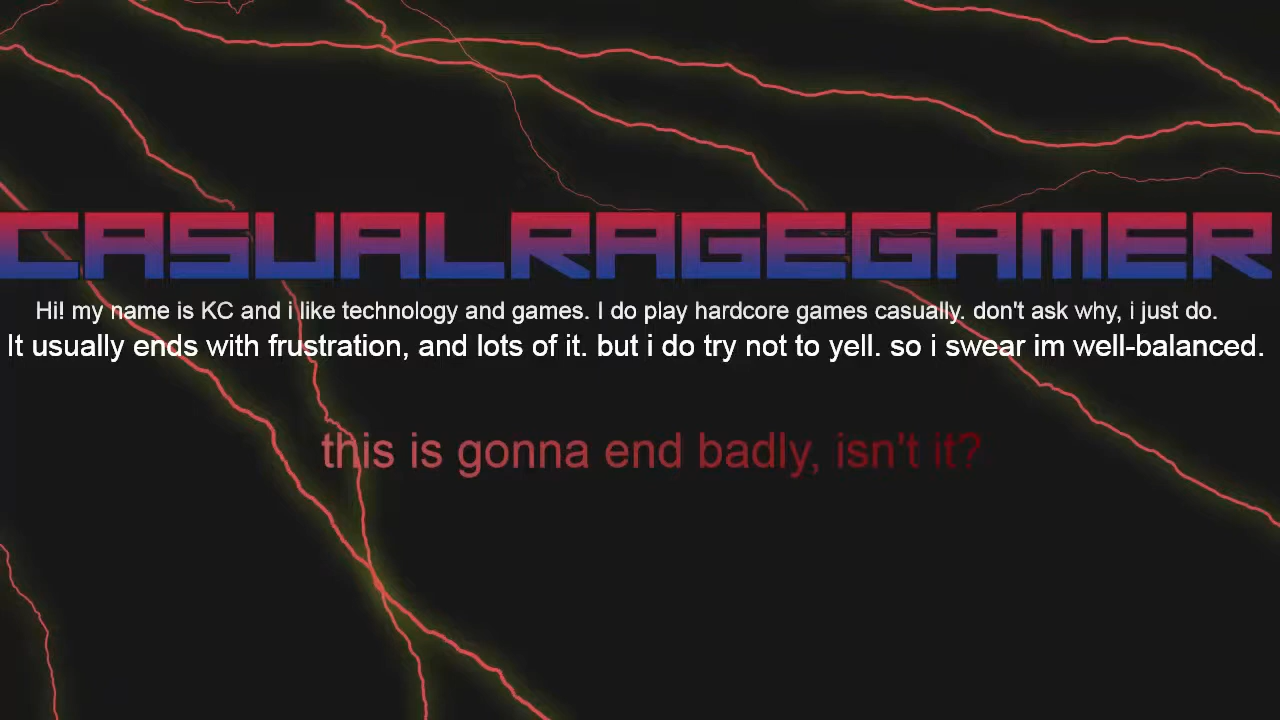 CASUALRAGEGAMER
Hi! my name is KC and i like technology and games. I do play hardcore games casually. don't ask why, i just do.
It usually ends with frustration, and lots of it. but i do try not to yell. so i swear im well-balanced.
this is gonna end badly, isn't it?